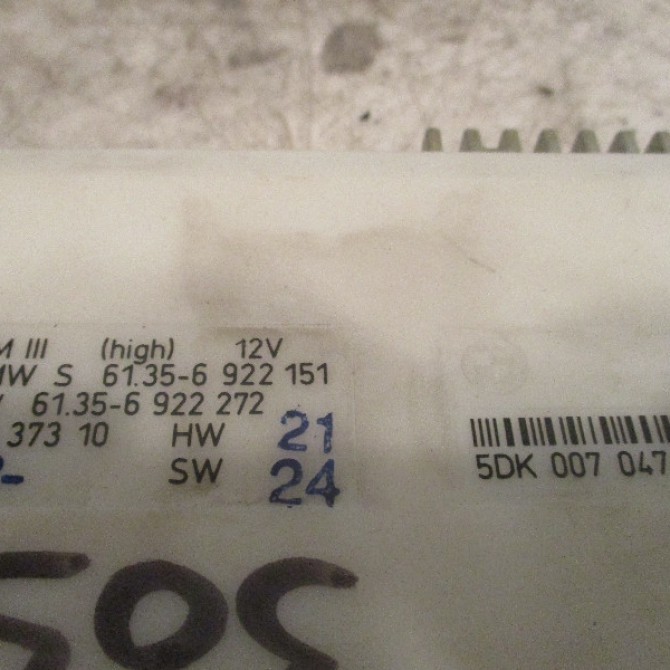 M III (high) 12V
MW S 61.35-6 922 151
61.35-6 922 272
373 10 HW 21
SW 24
5DK 007 047
505